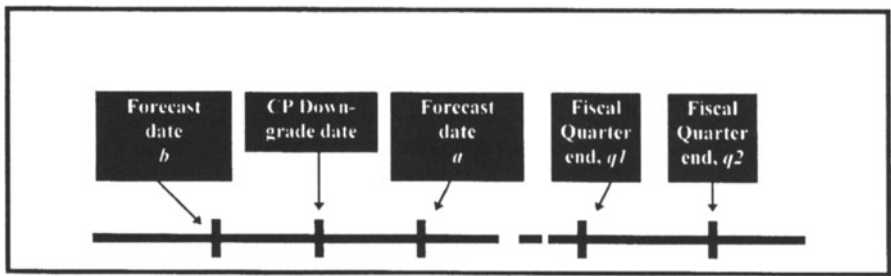 Forecast
date
b
CP Down-
grade date
Forecast
date
a
Fiscal
Quarter
end, q1
Fiscal
Quarter
end, q2